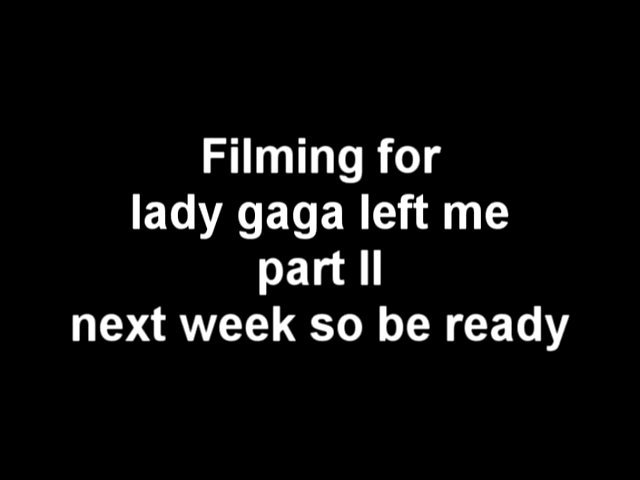 Filming for
lady gaga left me
part II
next week so be ready